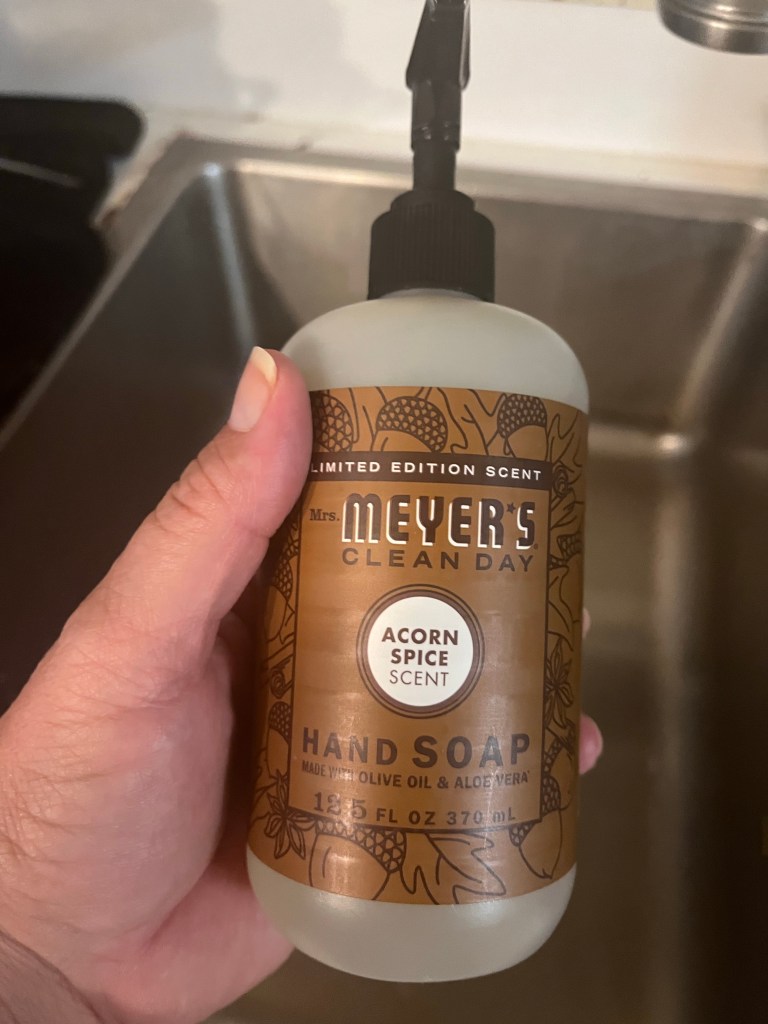 LIMITED EDITION SCENT
Mrs. MEYER'S®
CLEAN DAY
ACORN
SPICE
SCENT
HAND SOAP
MADE WITH OLIVE OIL & ALOE VERA*
12.5 FL OZ 370 mL